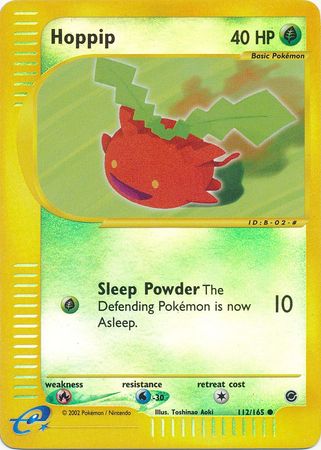 Hoppip 40 HP
Basic Pokémon
ID:B-02-#
Sleep Powder The
Defending Pokémon is now
Asleep.
10
weakness resistance retreat cost
-30
© 2002 Pokémon / Nintendo Illus. Toshinao Aoki 112/165
e